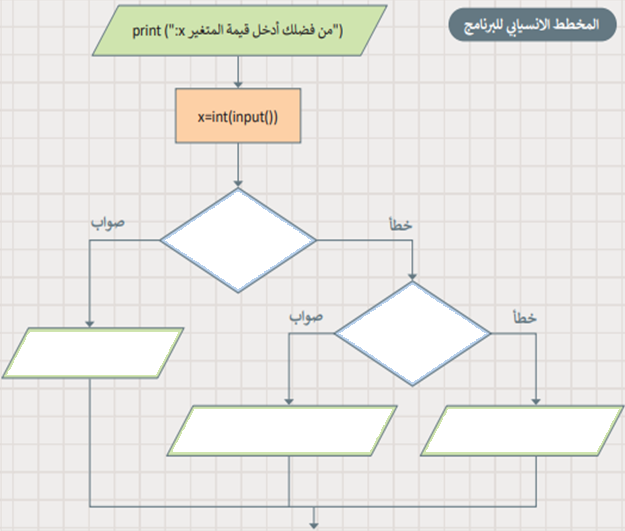 المخطط الانسيابي للبرنامج
print ("من فضلك أدخل قيمة المتغير x:")
x=int(input())
صواب
خطأ
صواب
خطأ